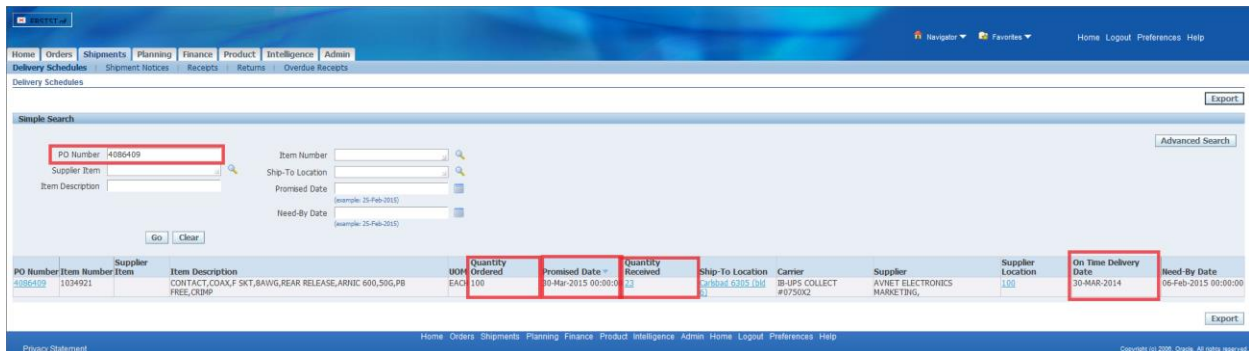 Navigator Favorites Home Logout Preferences Help
Home Orders Shipments Planning Finance Product Intelligence Admin
Delivery Schedules Shipment Notices Receipts Returns Overdue Receipts
Delivery Schedules
Export
Simple Search
Advanced Search
PO Number 4086409 Item Number
Supplier Item Ship-To Location
Item Description Promised Date
(example: 25-Feb-2015)
Need-By Date
(example: 25-Feb-2015)
Go Clear
PO Number Item Number Supplier Item Item Description UOM Quantity Ordered Promised Date Quantity Received Ship-To Location Carrier Supplier Supplier Location On Time Delivery Date Need-By Date
4086409 1034921 CONTACT,COAX,F SKT,8AWG,REAR RELEASE,ARNIC 600,50G,PB EACH 100 30-Mar-2015 00:00:0 23 Carlsbad 6305 (bld IB-UPS COLLECT AVNET ELECTRONICS 100 30-MAR-2014 06-Feb-2015 00:00:00
FREE,CRIMP 6) #0750X2 MARKETING,
Export
Home Orders Shipments Planning Finance Product Intelligence Admin Home Logout Preferences Help
Privacy Statement Copyright (c) 2006, Oracle. All rights reserved.